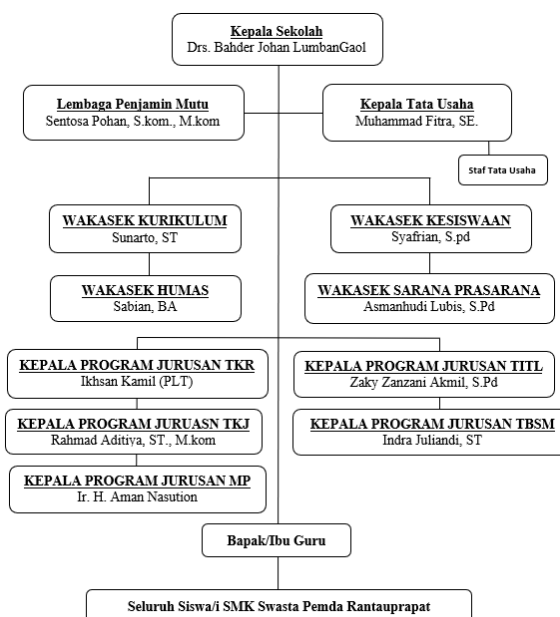 Kepala Sekolah
Drs. Bahder Johan LumbanGaol
Lembaga Penjamin Mutu
Sentosa Pohan, S.kom., M.kom
Kepala Tata Usaha
Muhammad Fitra, SE.
Staf Tata Usaha
WAKASEK KURIKULUM
Sunarto, ST
WAKASEK KESISWAAN
Syafrian, S.pd
WAKASEK HUMAS
Sabian, BA
WAKASEK SARANA PRASARANA
Asmanhudi Lubis, S.Pd
KEPALA PROGRAM JURUSAN TKR
Ikhsan Kamil (PLT)
KEPALA PROGRAM JURUSAN TITL
Zaky Zanzani Akmil, S.Pd
KEPALA PROGRAM JURUASN TKJ
Rahmad Aditiya, ST., M.kom
KEPALA PROGRAM JURUSAN TBSM
Indra Juliandi, ST
KEPALA PROGRAM JURUSAN MP
Ir. H. Aman Nasution
Bapak/Ibu Guru
Seluruh Siswa/i SMK Swasta Pemda Rantauprapat